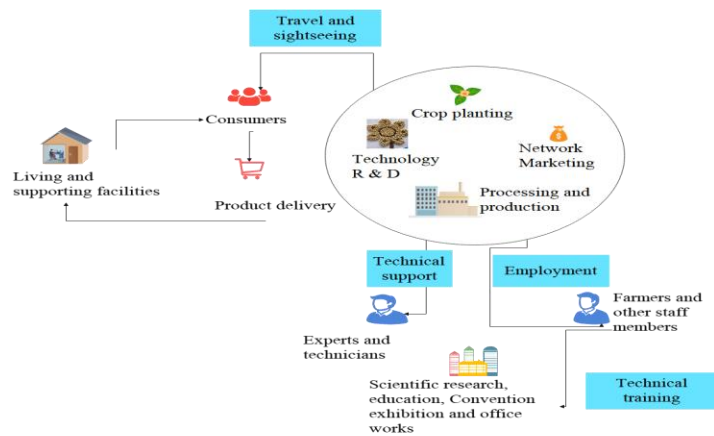 Travel and
sightseeing
Consumers
Crop planting
Technology
R & D
Network
Marketing
Living and
supporting facilities
Product delivery
Processing and
production
Technical
support
Employment
Farmers and
other staff
members
Experts and
technicians
Scientific research,
education, Convention
exhibition and office
works
Technical
training